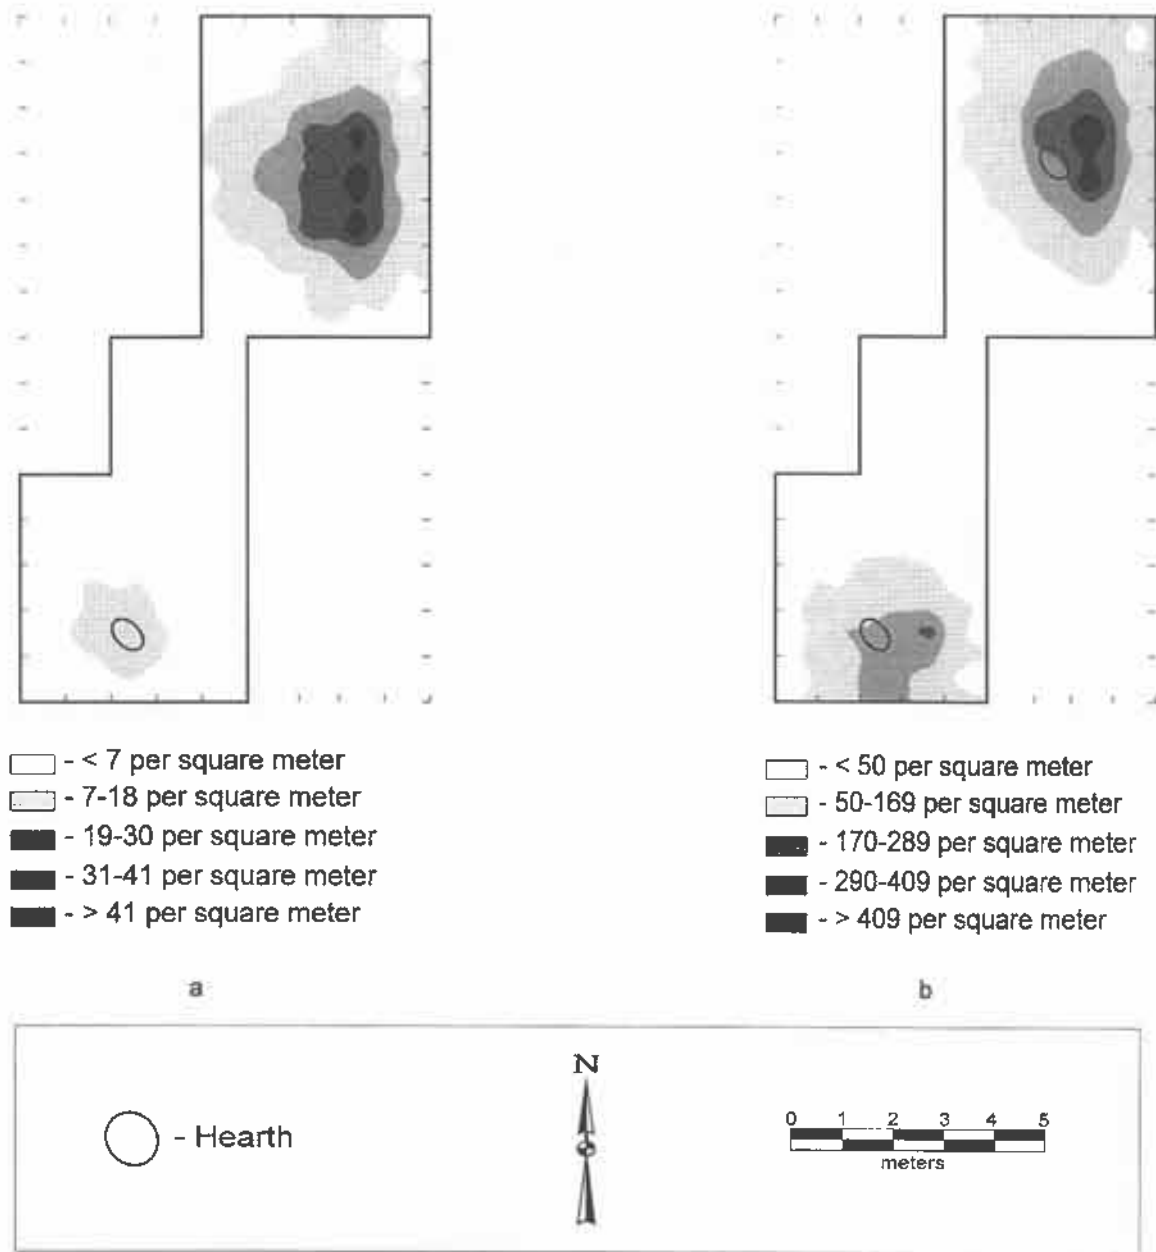 - < 7 per square meter
- 7-18 per square meter
- 19-30 per square meter
- 31-41 per square meter
- > 41 per square meter
a
- < 50 per square meter
- 50-169 per square meter
- 170-289 per square meter
- 290-409 per square meter
- > 409 per square meter
b
- Hearth
N
0 1 2 3 4 5
meters